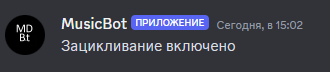 MD
Bt
MusicBot ПРИЛОЖЕНИЕ Сегодня, в 15:02
Зацикливание включено